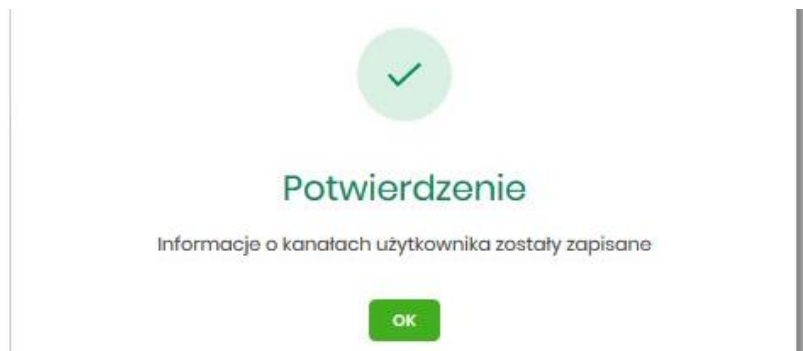 Potwierdzenie
Informacje o kanałach użytkownika zostały zapisane
OK